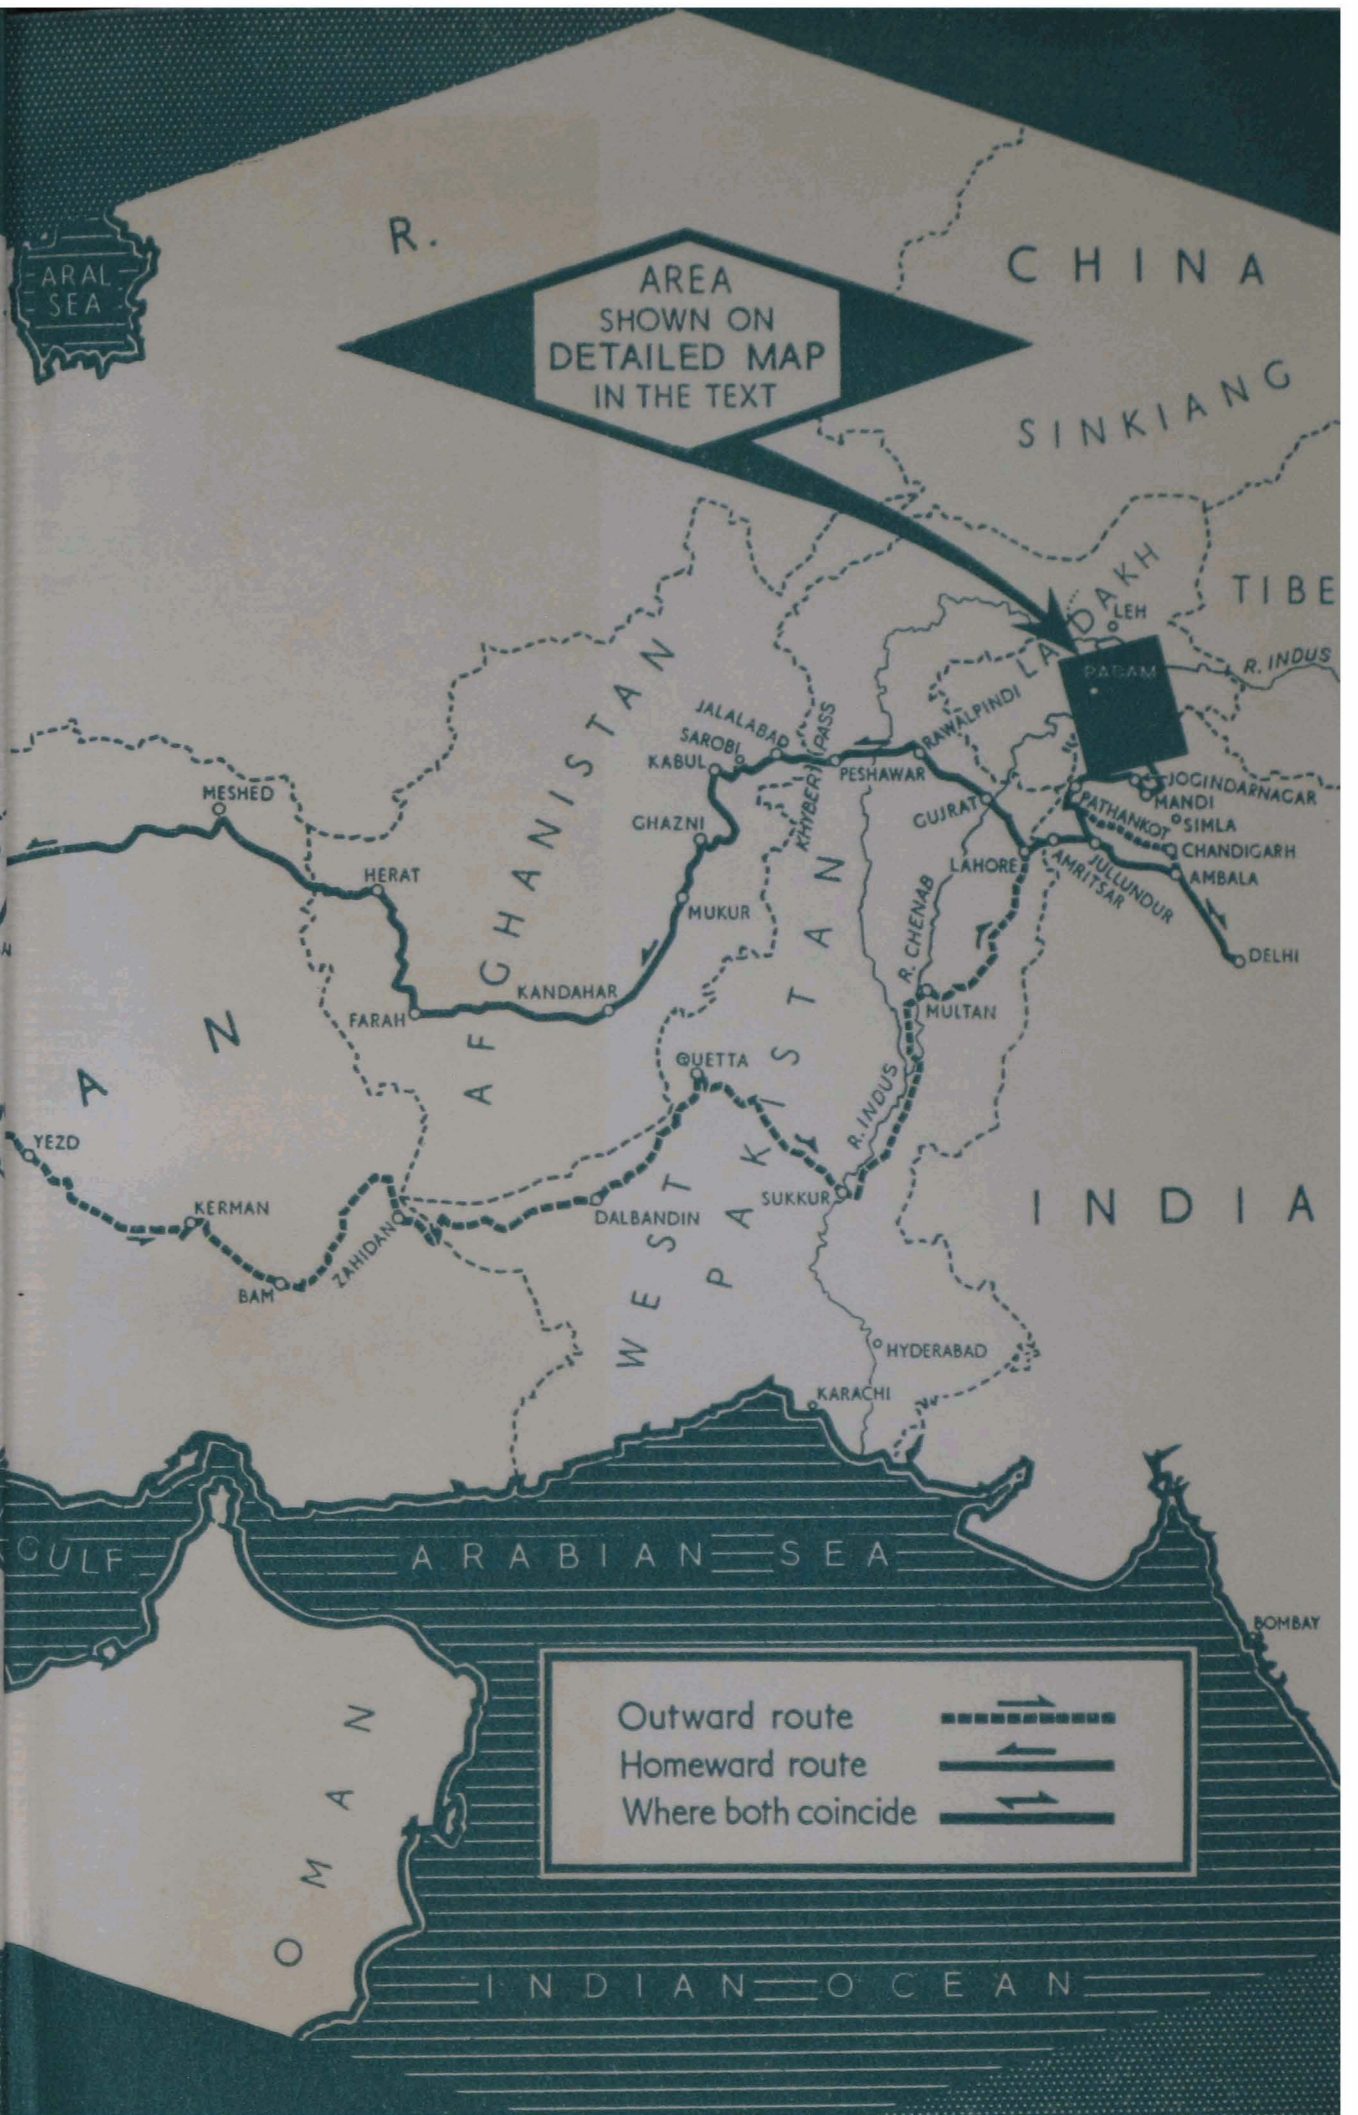 ARAL
SEA
R.
AREA
SHOWN ON
DETAILED MAP
IN THE TEXT
CHINA
SINKIANG
LADAKH
LEH
TIBE
PADAM
R. INDUS
JALALABAD
SAROBI
KABUL
KHYBER PASS
PESHAWAR
RAWALPINDI
GUJRAT
GHAZNI
MUKUR
KANDAHAR
FARAH
HERAT
MESHED
AFGHANISTAN
LAHORE
AMRITSAR
JULLUNDUR
PATHANKOT
JOGINDARNAGAR
MANDI
SIMLA
CHANDIGARH
AMBALA
DELHI
R. CHENAB
MULTAN
R. INDUS
QUETTA
SUKKUR
DALBANDIN
WEST
PAKISTAN
AN
YEZD
KERMAN
BAM
ZAHIDAN
INDIA
HYDERABAD
KARACHI
GULF
ARABIAN SEA
BOMBAY
OMAN
Outward route
Homeward route
Where both coincide
INDIAN OCEAN